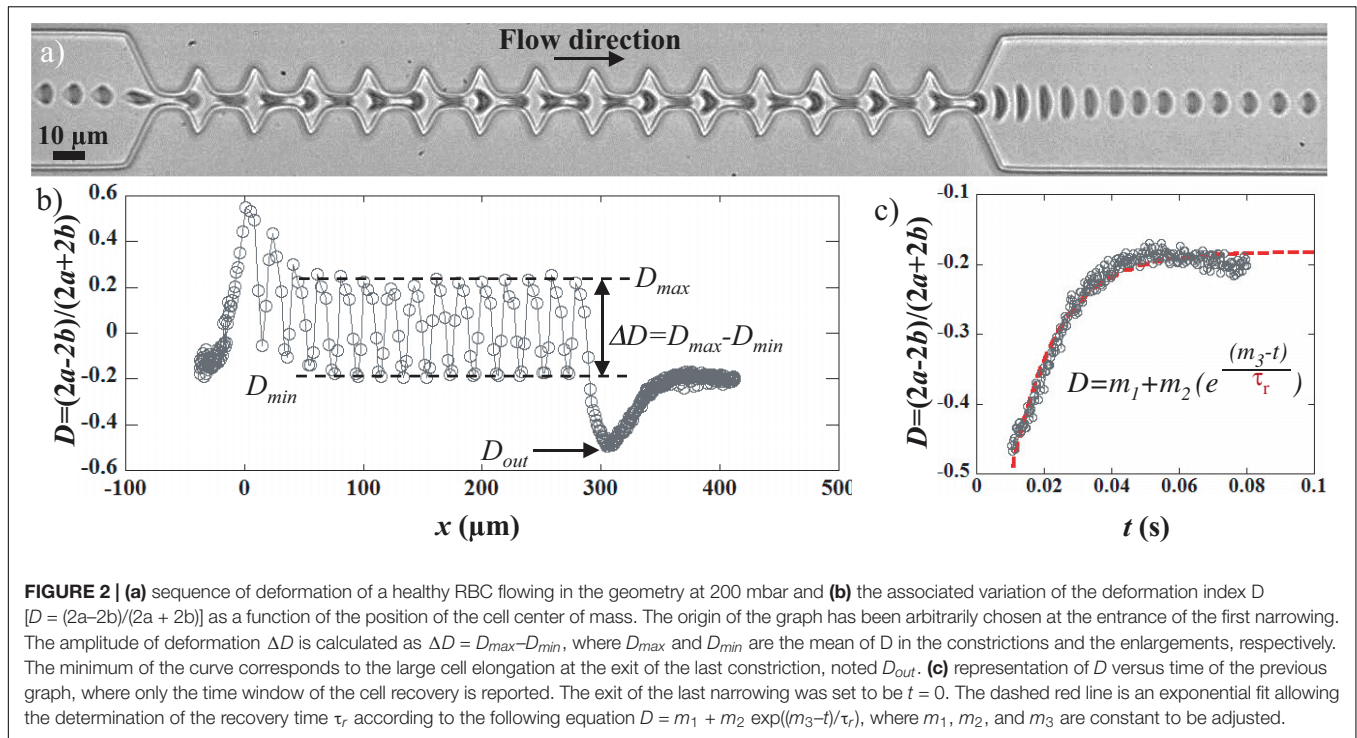 a)
Flow direction
10 µm
b)
D=(2a-2b)/(2a+2b)
0.6
0.4
0.2
0
-0.2
-0.4
-0.6
D_max
ΔD=D_max-D_min
D_min
D_out
-100
0
100
200
300
400
500
x (µm)
c)
D=(2a-2b)/(2a+2b)
-0.1
-0.2
-0.3
-0.4
-0.5
D=m_1+m_2(e^{(m_3-t)/τ_r})
0
0.02
0.04
0.06
0.08
0.1
t (s)
FIGURE 2 | (a) sequence of deformation of a healthy RBC flowing in the geometry at 200 mbar and (b) the associated variation of the deformation index D
[D = (2a–2b)/(2a + 2b)] as a function of the position of the cell center of mass. The origin of the graph has been arbitrarily chosen at the entrance of the first narrowing.
The amplitude of deformation ΔD is calculated as ΔD = D_max–D_min, where D_max and D_min are the mean of D in the constrictions and the enlargements, respectively.
The minimum of the curve corresponds to the large cell elongation at the exit of the last constriction, noted D_out. (c) representation of D versus time of the previous
graph, where only the time window of the cell recovery is reported. The exit of the last narrowing was set to be t = 0. The dashed red line is an exponential fit allowing
the determination of the recovery time τ_r according to the following equation D = m_1 + m_2 exp((m_3–t)/τ_r), where m_1, m_2, and m_3 are constant to be adjusted.